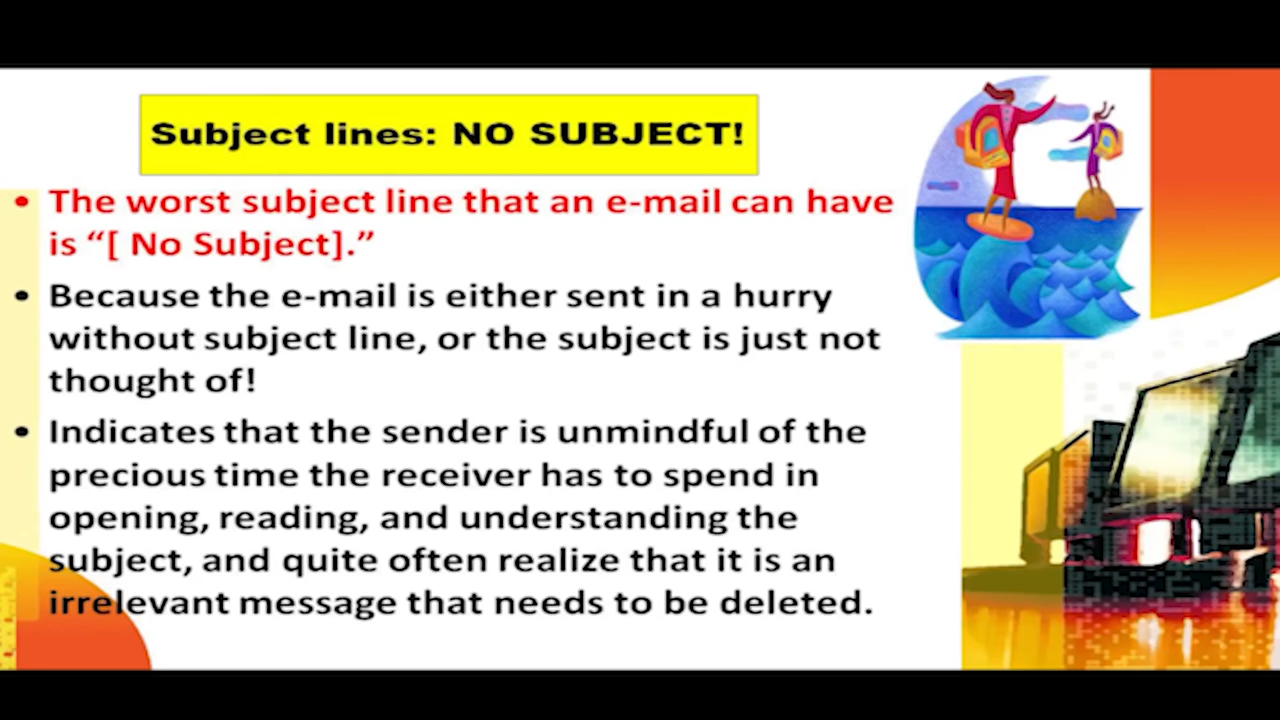 Subject lines: NO SUBJECT!
• The worst subject line that an e-mail can have
is “[ No Subject].”
• Because the e-mail is either sent in a hurry
without subject line, or the subject is just not
thought of!
• Indicates that the sender is unmindful of the
precious time the receiver has to spend in
opening, reading, and understanding the
subject, and quite often realize that it is an
irrelevant message that needs to be deleted.